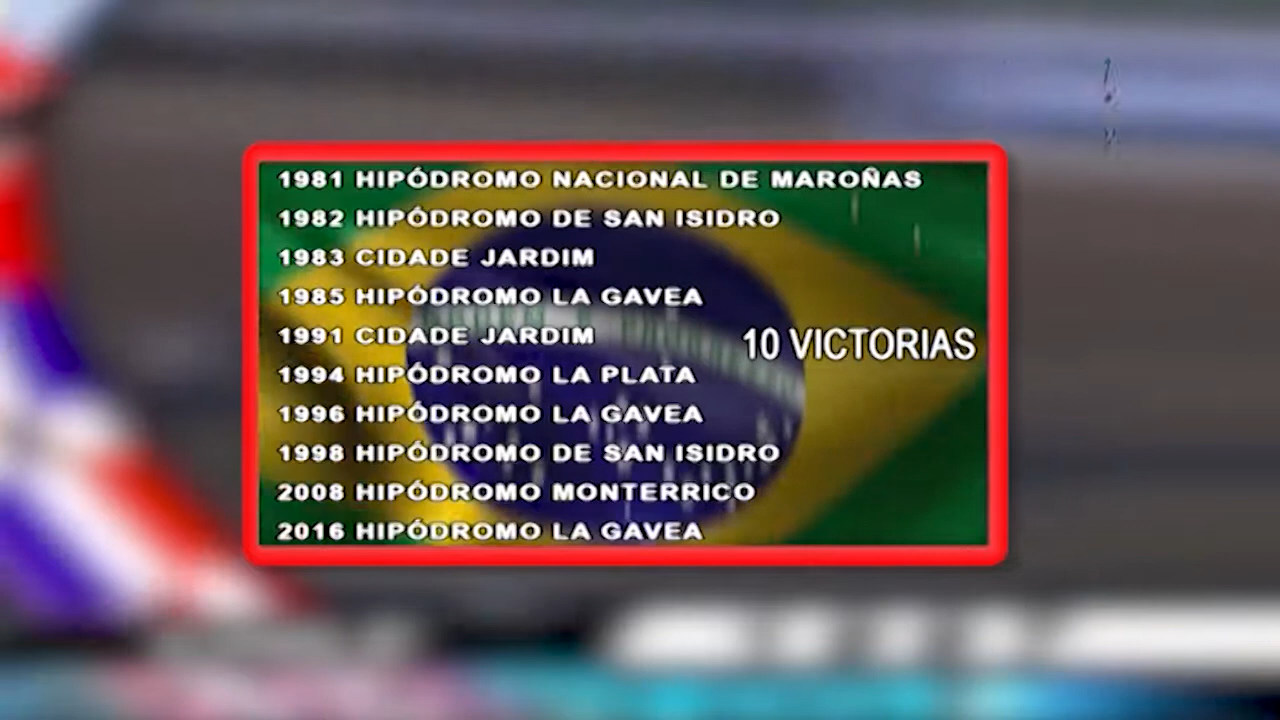 1981 HIPÓDROMO NACIONAL DE MAROÑAS
1982 HIPÓDROMO DE SAN ISIDRO
1983 CIDADE JARDIM
1985 HIPÓDROMO LA GAVEA
1991 CIDADE JARDIM
10 VICTORIAS
1994 HIPÓDROMO LA PLATA
1996 HIPÓDROMO LA GAVEA
1998 HIPÓDROMO DE SAN ISIDRO
2008 HIPÓDROMO MONTERRICO
2016 HIPÓDROMO LA GAVEA